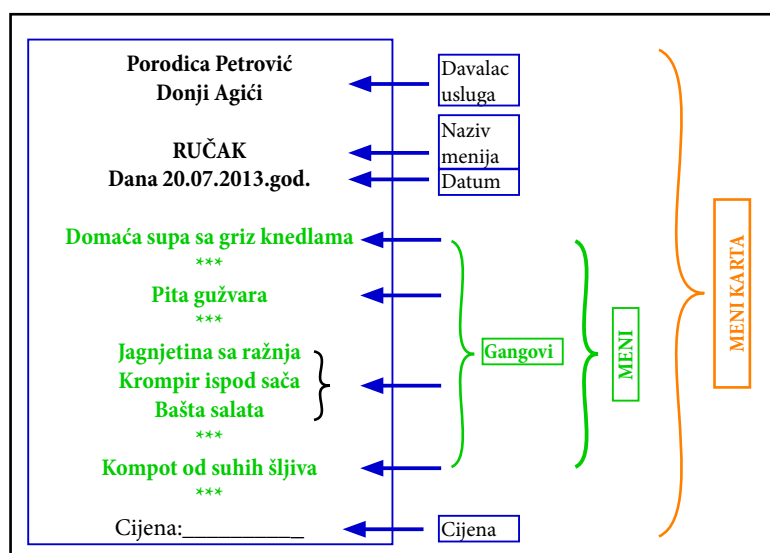 Porodica Petrović
Donji Agići
Davalac
usluga
RUČAK
Naziv
menija
Dana 20.07.2013.god.
Datum
Domaća supa sa griz knedlama
***
Pita gužvara
***
Jagnjetina sa ražnja
Krompir ispod sača
Bašta salata
***
Kompot od suhih šljiva
***
Cijena:__________
Cijena
Gangovi
MENI
MENI KARTA